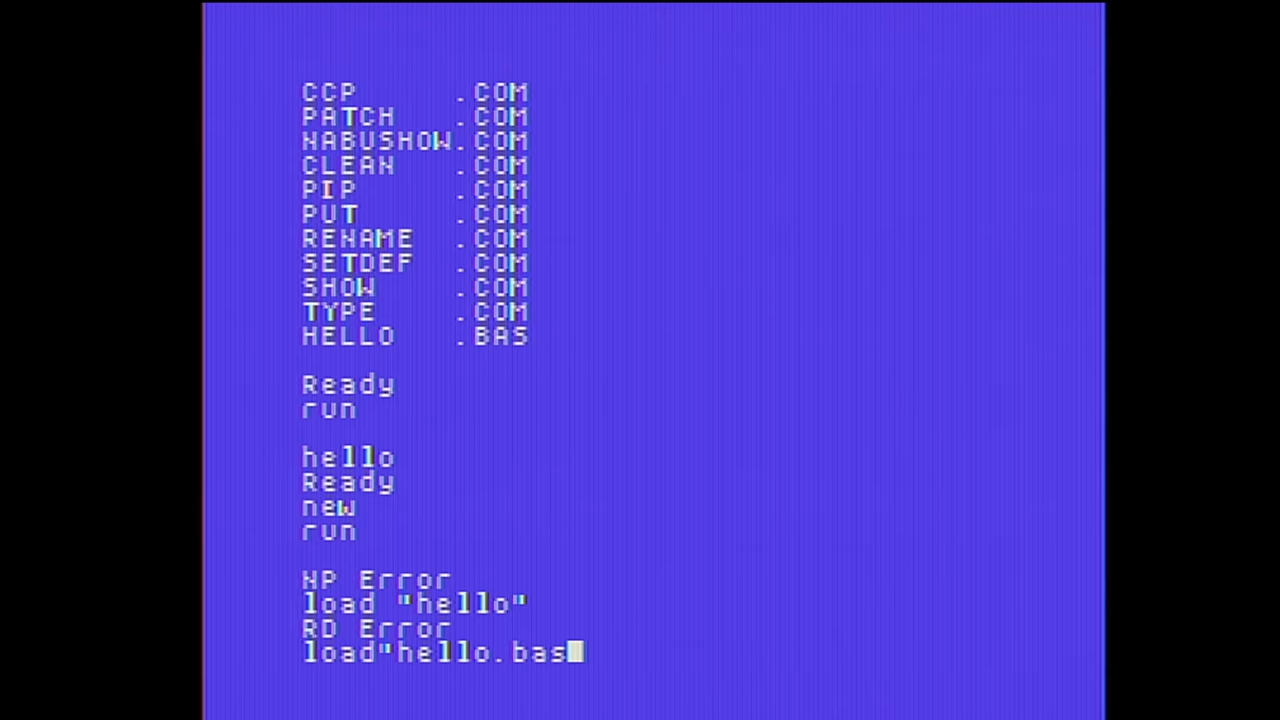 CCP     .COM
PATCH   .COM
NABUSHOW.COM
CLEAN   .COM
PIP     .COM
PUT     .COM
RENAME  .COM
SETDEF  .COM
SHOW    .COM
TYPE    .COM
HELLO   .BAS
Ready
run
hello
Ready
new
run
NP Error
load "hello"
RD Error
load"hello.bas